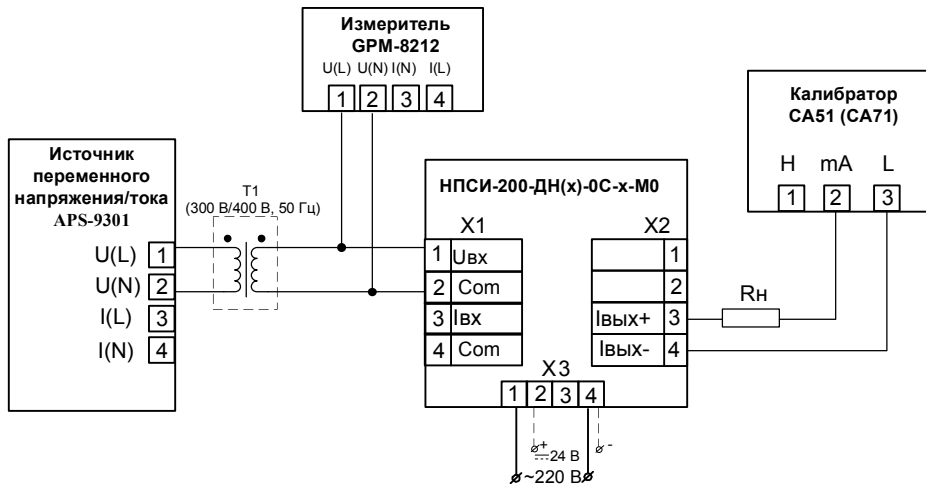 Измеритель
GPM-8212
U(L) U(N) I(N) I(L)
1 2 3 4
Калибратор
CA51 (CA71)
H mA L
1 2 3
Источник
переменного
напряжения/тока
APS-9301
U(L) 1
U(N) 2
I(L) 3
I(N) 4
T1
(300 В/400 В, 50 Гц)
НПСИ-200-ДН(х)-0С-х-М0
X1
1 Uвх
2 Com
3 Iвх
4 Com
X2
1
2
Iвых+ 3
Iвых- 4
Rн
X3
1 2 3 4
+ -
24 В
~220 В